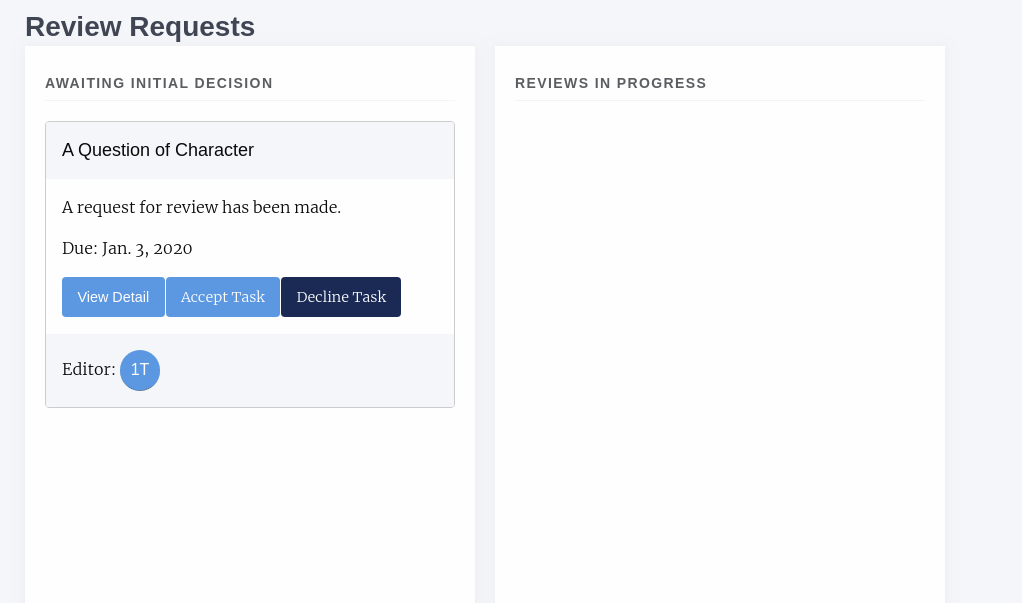 Review Requests
AWAITING INITIAL DECISION
A Question of Character
A request for review has been made.
Due: Jan. 3, 2020
View Detail
Accept Task
Decline Task
Editor: 1T
REVIEWS IN PROGRESS